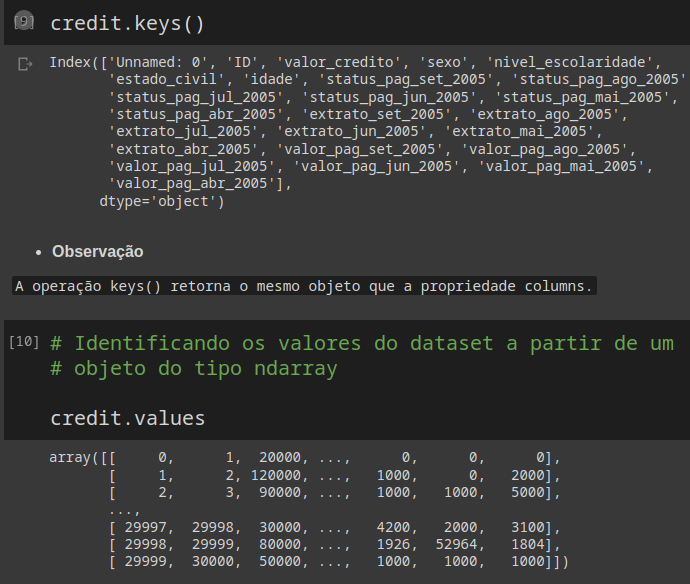 [9] credit.keys()
Index(['Unnamed: 0', 'ID', 'valor_credito', 'sexo', 'nivel_escolaridade',
'estado_civil', 'idade', 'status_pag_set_2005', 'status_pag_ago_2005'
'status_pag_jul_2005', 'status_pag_jun_2005', 'status_pag_mai_2005',
'status_pag_abr_2005', 'extrato_set_2005', 'extrato_ago_2005',
'extrato_jul_2005', 'extrato_jun_2005', 'extrato_mai_2005',
'extrato_abr_2005', 'valor_pag_set_2005', 'valor_pag_ago_2005',
'valor_pag_jul_2005', 'valor_pag_jun_2005', 'valor_pag_mai_2005',
'valor_pag_abr_2005'],
dtype='object')
• Observação
A operação keys() retorna o mesmo objeto que a propriedade columns.
[10] # Identificando os valores do dataset a partir de um
# objeto do tipo ndarray
credit.values
array([[ 0, 1, 20000, ..., 0, 0, 0],
[ 1, 2, 120000, ..., 1000, 0, 2000],
[ 2, 3, 90000, ..., 1000, 1000, 5000],
...,
[ 29997, 29998, 30000, ..., 4200, 2000, 3100],
[ 29998, 29999, 80000, ..., 1926, 52964, 1804],
[ 29999, 30000, 50000, ..., 1000, 1000, 1000]])